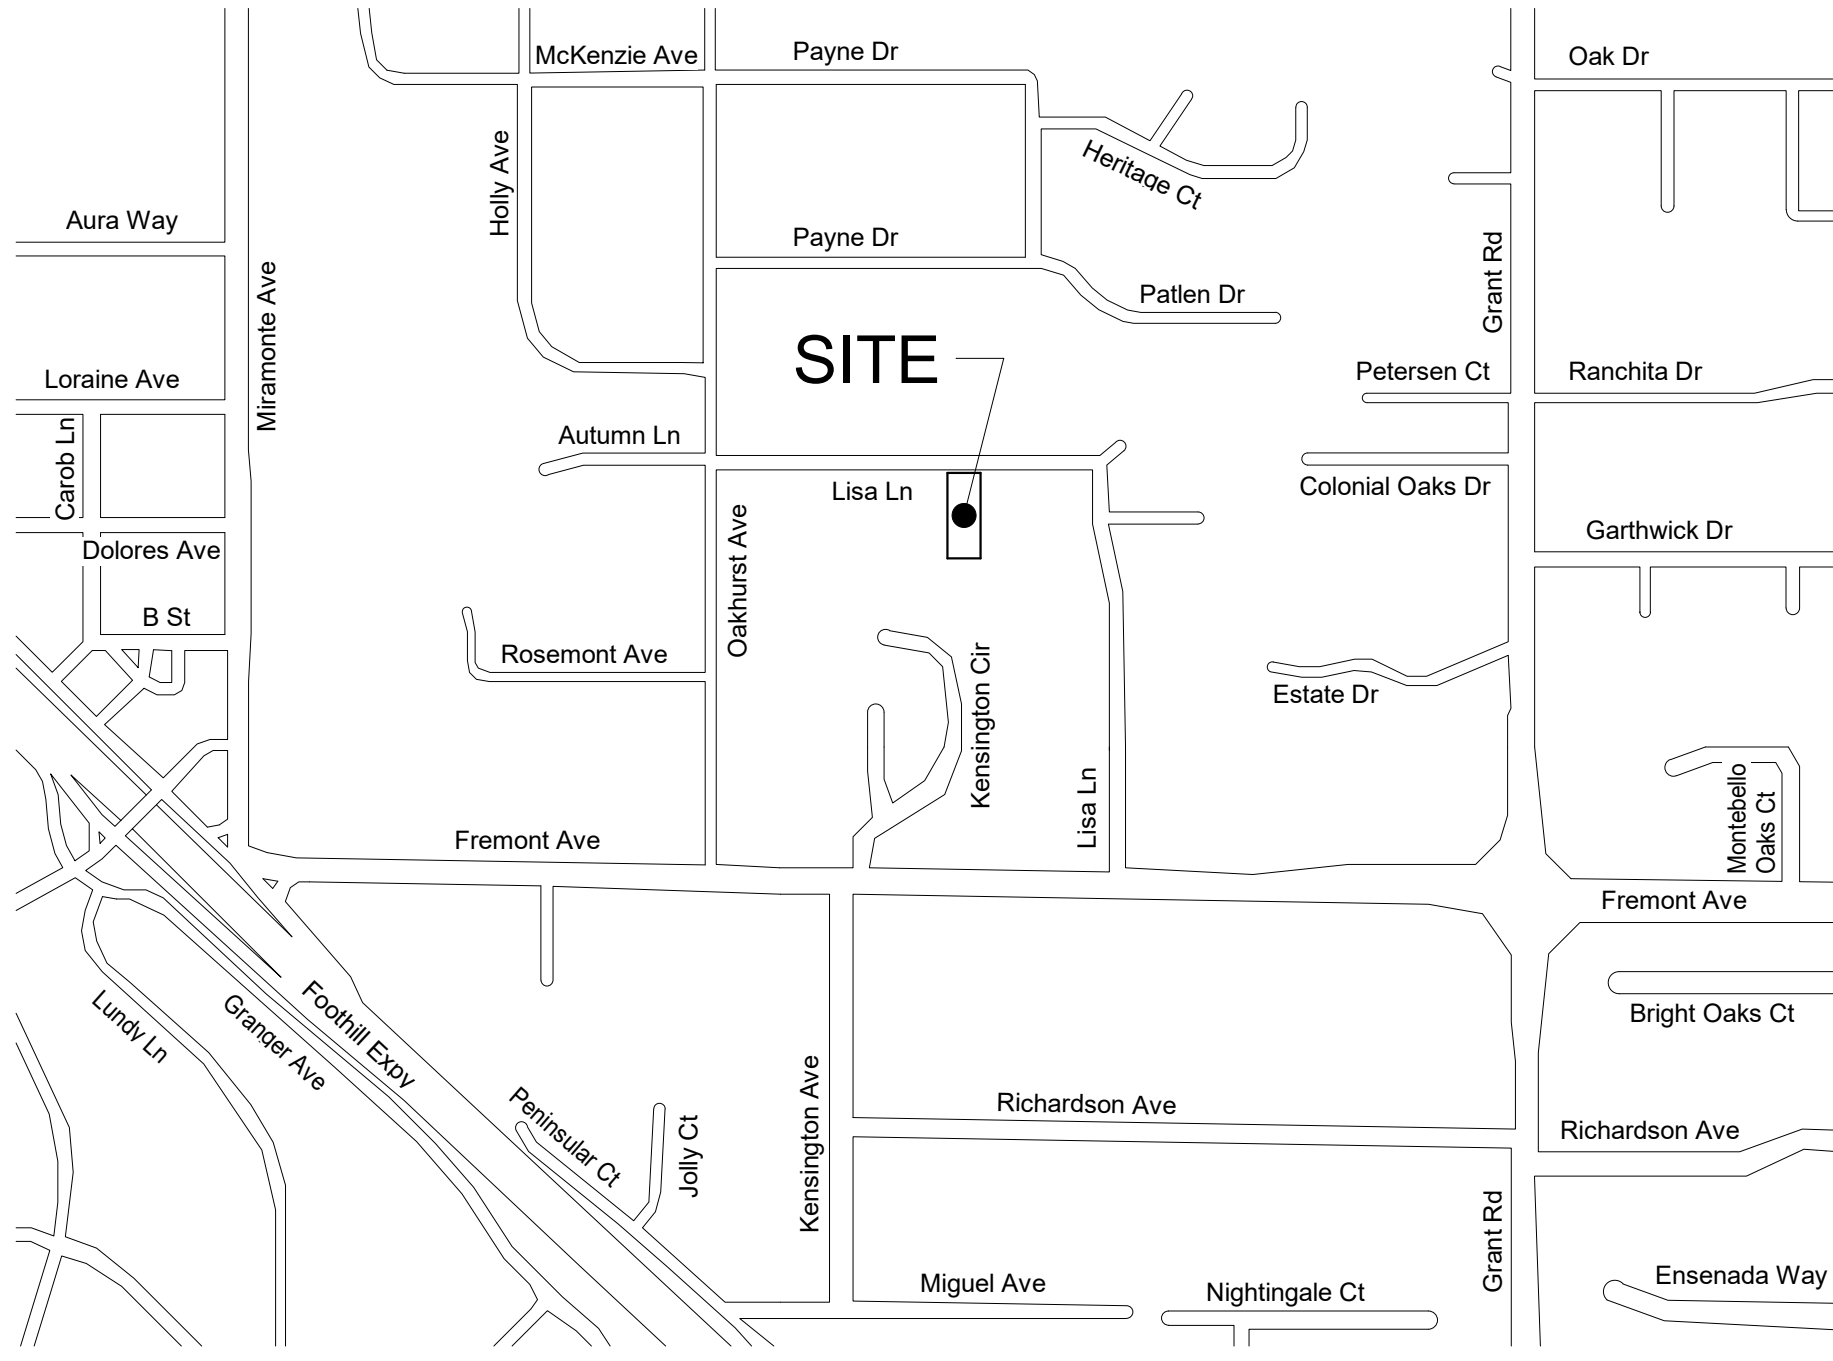 McKenzie Ave
Payne Dr
Oak Dr
Holly Ave
Heritage Ct
Aura Way
Payne Dr
Grant Rd
Miramonte Ave
Patlen Dr
SITE
Loraine Ave
Petersen Ct
Ranchita Dr
Carob Ln
Autumn Ln
Lisa Ln
Colonial Oaks Dr
Garthwick Dr
Dolores Ave
Oakhurst Ave
B St
Rosemont Ave
Kensington Cir
Estate Dr
Lisa Ln
Montebello
Oaks Ct
Fremont Ave
Fremont Ave
Lundy Ln
Granger Ave
Foothill Expy
Bright Oaks Ct
Peninsular Ct
Jolly Ct
Kensington Ave
Richardson Ave
Richardson Ave
Grant Rd
Miguel Ave
Nightingale Ct
Ensenada Way